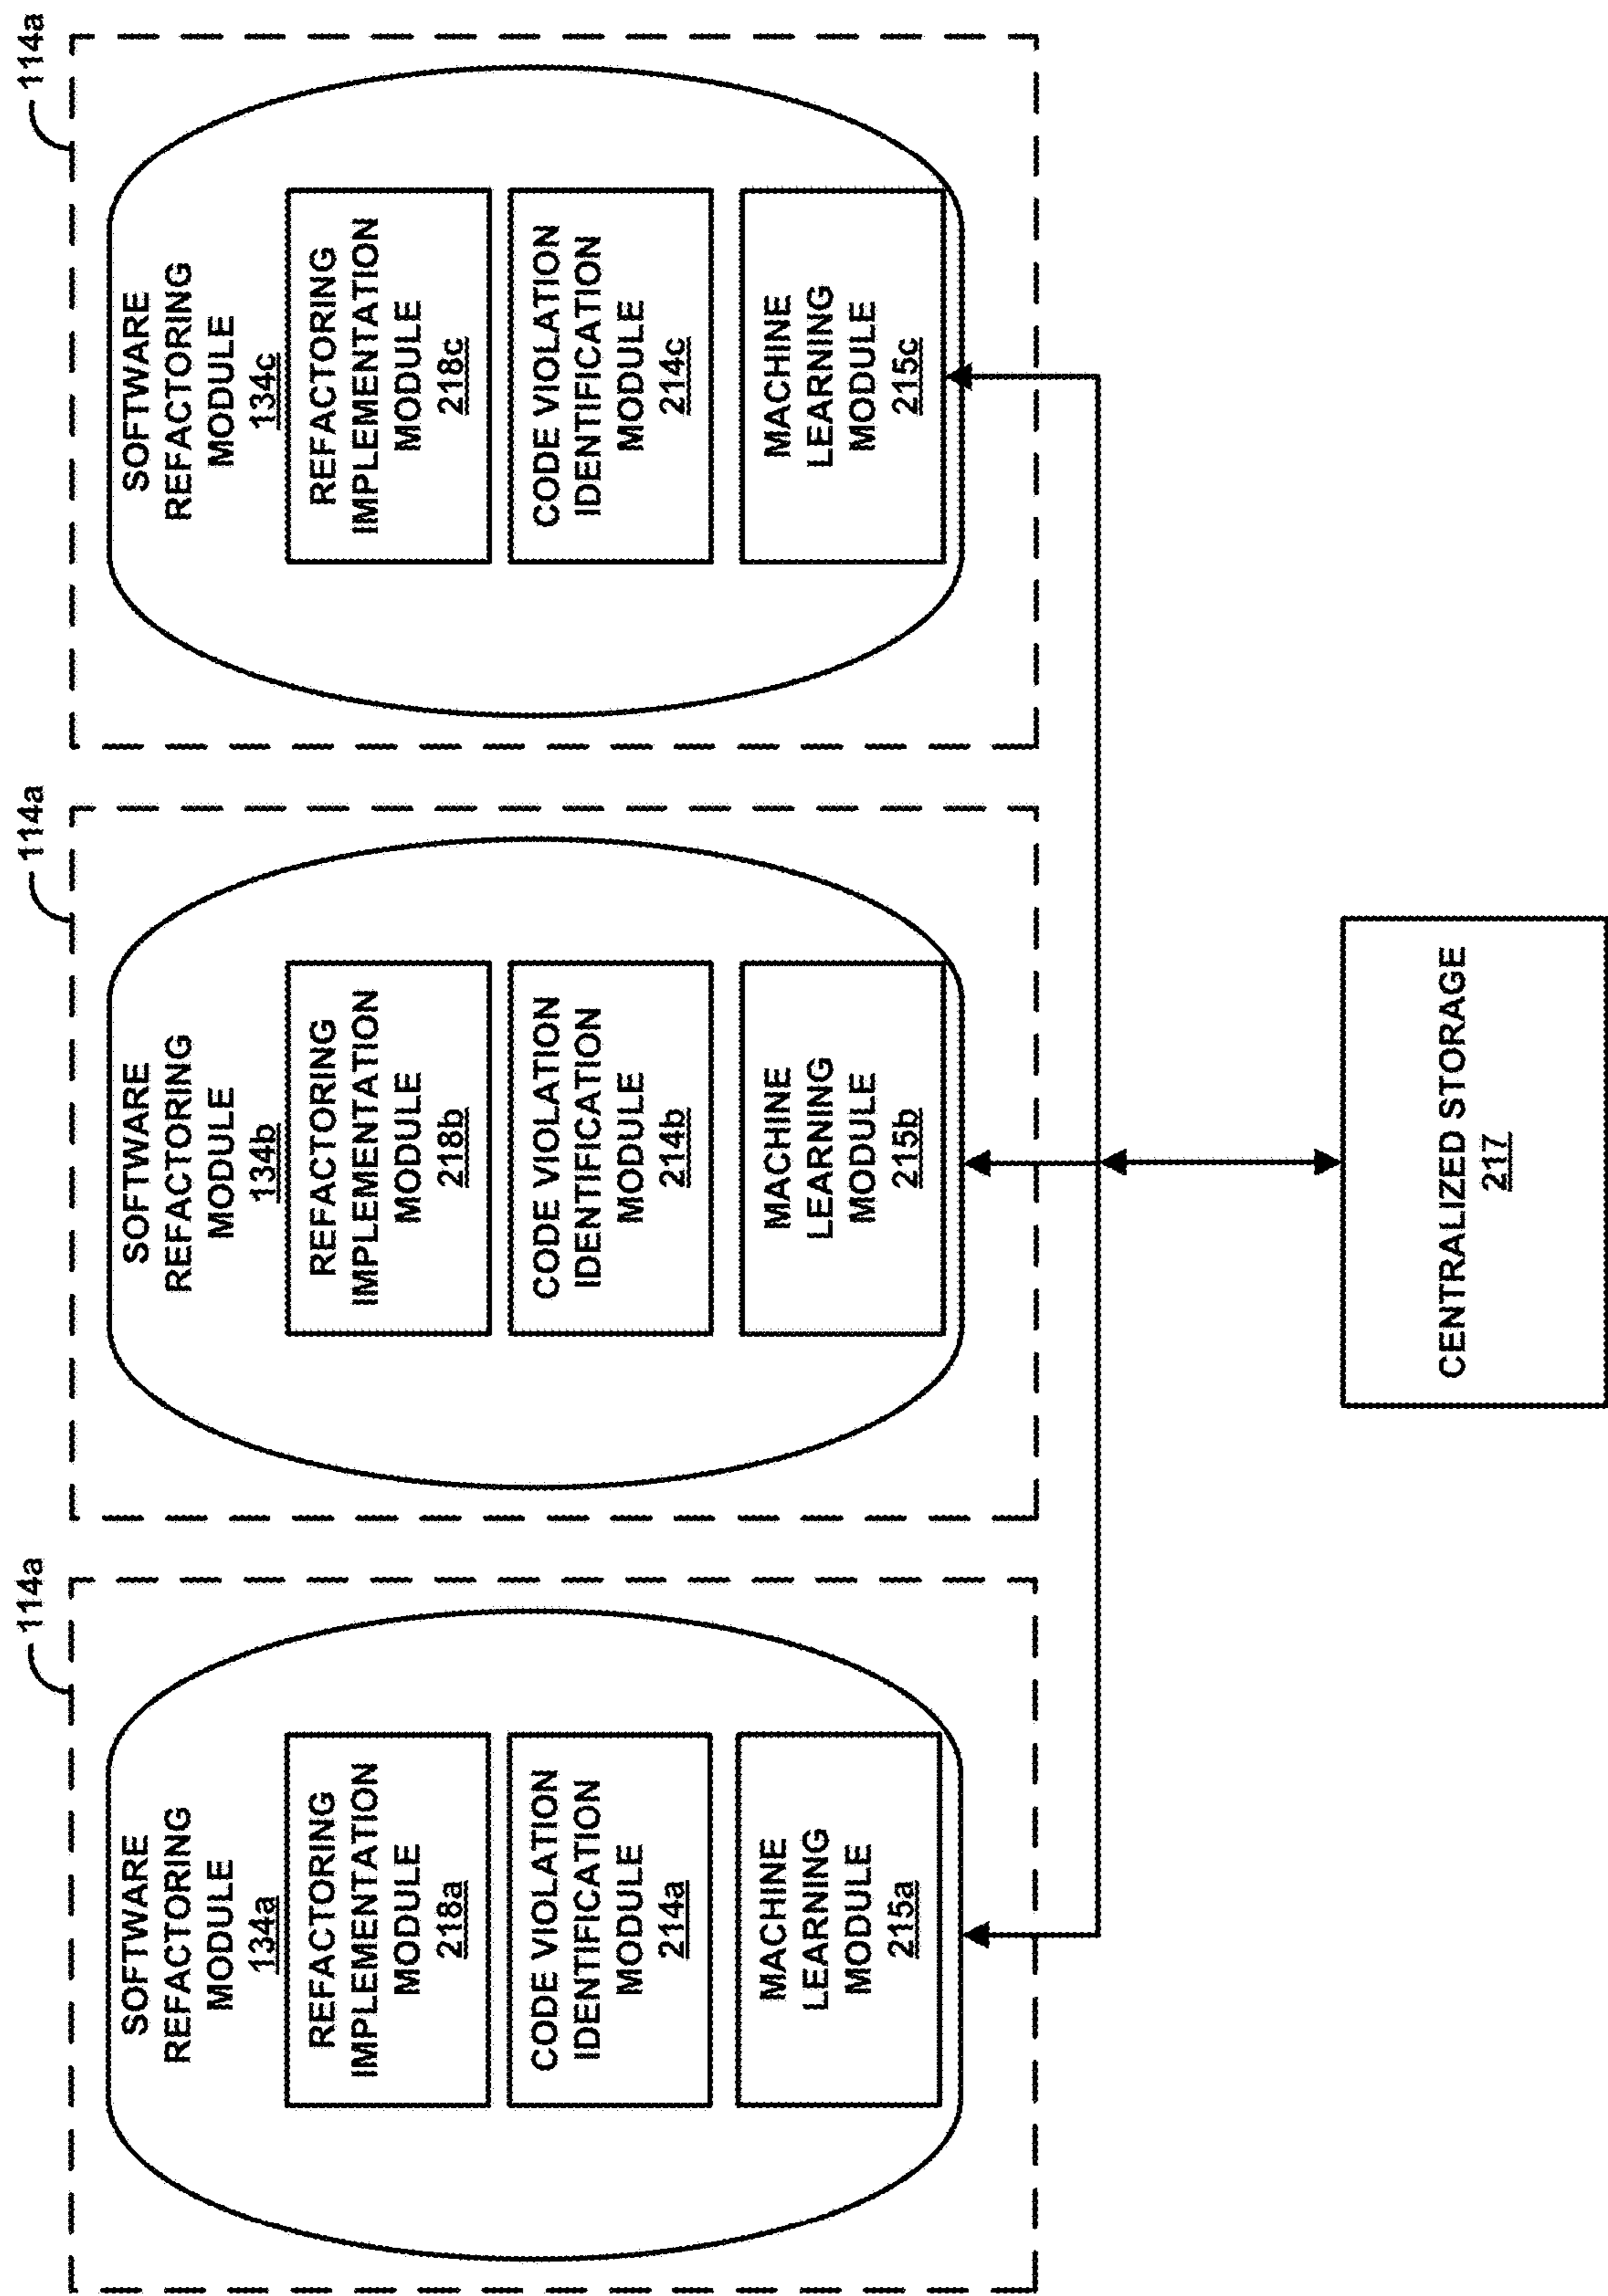 114a
SOFTWARE
REFACTORING
MODULE
134a
REFACTORING
IMPLEMENTATION
MODULE
218a
CODE VIOLATION
IDENTIFICATION
MODULE
214a
MACHINE
LEARNING
MODULE
215a
114a
SOFTWARE
REFACTORING
MODULE
134b
REFACTORING
IMPLEMENTATION
MODULE
218b
CODE VIOLATION
IDENTIFICATION
MODULE
214b
MACHINE
LEARNING
MODULE
215b
114a
SOFTWARE
REFACTORING
MODULE
134c
REFACTORING
IMPLEMENTATION
MODULE
218c
CODE VIOLATION
IDENTIFICATION
MODULE
214c
MACHINE
LEARNING
MODULE
215c
CENTRALIZED STORAGE
217